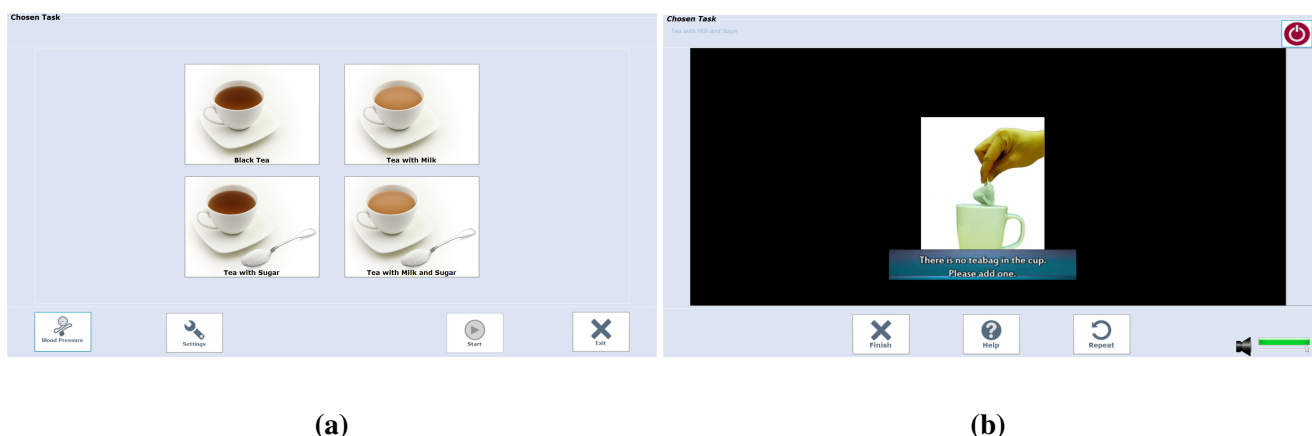 Chosen Task
Black Tea
Tea with Milk
Tea with Sugar
Tea with Milk and Sugar
Blood Pressure
Settings
Start
Exit
(a)
Chosen Task
Tea with Milk and Sugar
There is no teabag in the cup.
Please add one.
Finish
Help
Repeat
(b)